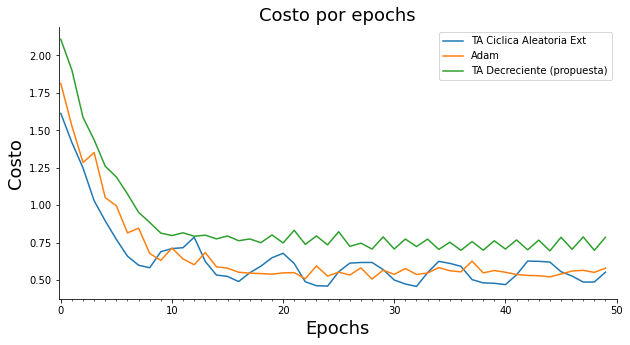 Costo por epochs
TA Ciclica Aleatoria Ext
Adam
TA Decreciente (propuesta)
Costo
2.00
1.75
1.50
1.25
1.00
0.75
0.50
0
10
20
30
40
50
Epochs